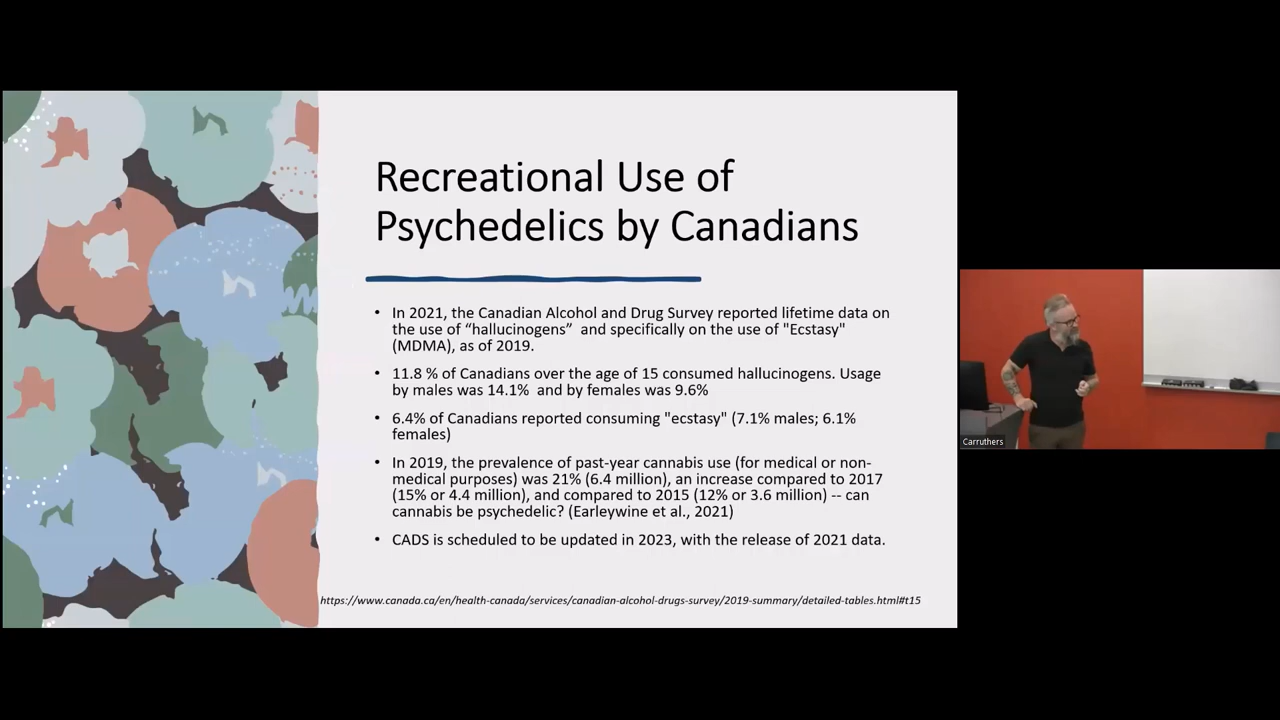 Recreational Use of
Psychedelics by Canadians
• In 2021, the Canadian Alcohol and Drug Survey reported lifetime data on
the use of “hallucinogens”  and specifically on the use of "Ecstasy"
(MDMA), as of 2019.
• 11.8 % of Canadians over the age of 15 consumed hallucinogens. Usage
by males was 14.1%  and by females was 9.6%
• 6.4% of Canadians reported consuming "ecstasy" (7.1% males; 6.1%
females)
• In 2019, the prevalence of past-year cannabis use (for medical or non-
medical purposes) was 21% (6.4 million), an increase compared to 2017
(15% or 4.4 million), and compared to 2015 (12% or 3.6 million) -- can
cannabis be psychedelic? (Earleywine et al., 2021)
• CADS is scheduled to be updated in 2023, with the release of 2021 data.
https://www.canada.ca/en/health-canada/services/canadian-alcohol-drugs-survey/2019-summary/detailed-tables.html#t15
Carruthers